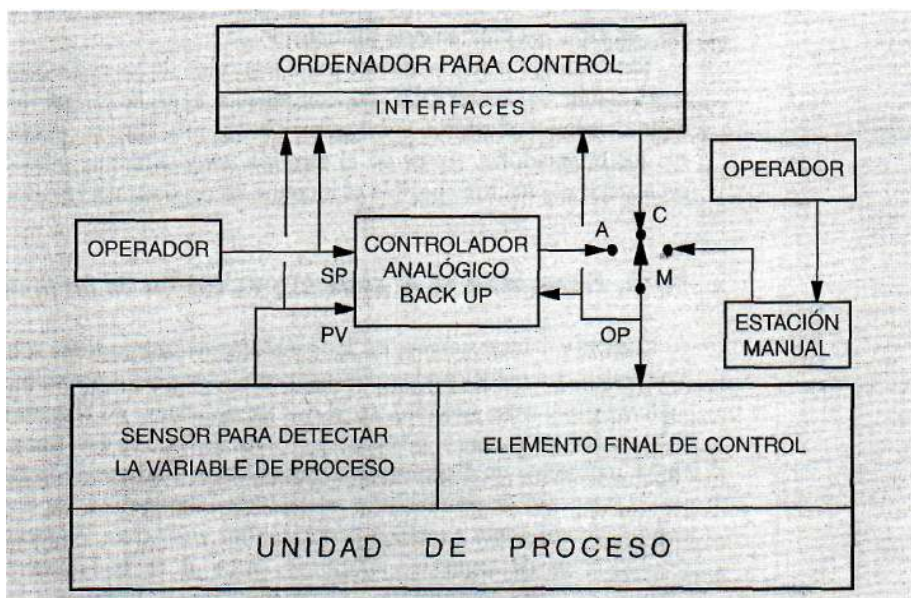 ORDENADOR PARA CONTROL
INTERFACES
OPERADOR
OPERADOR
A
C
CONTROLADOR
ANALÓGICO
BACK UP
SP
M
PV
OP
ESTACIÓN
MANUAL
SENSOR PARA DETECTAR
LA VARIABLE DE PROCESO
ELEMENTO FINAL DE CONTROL
UNIDAD DE PROCESO